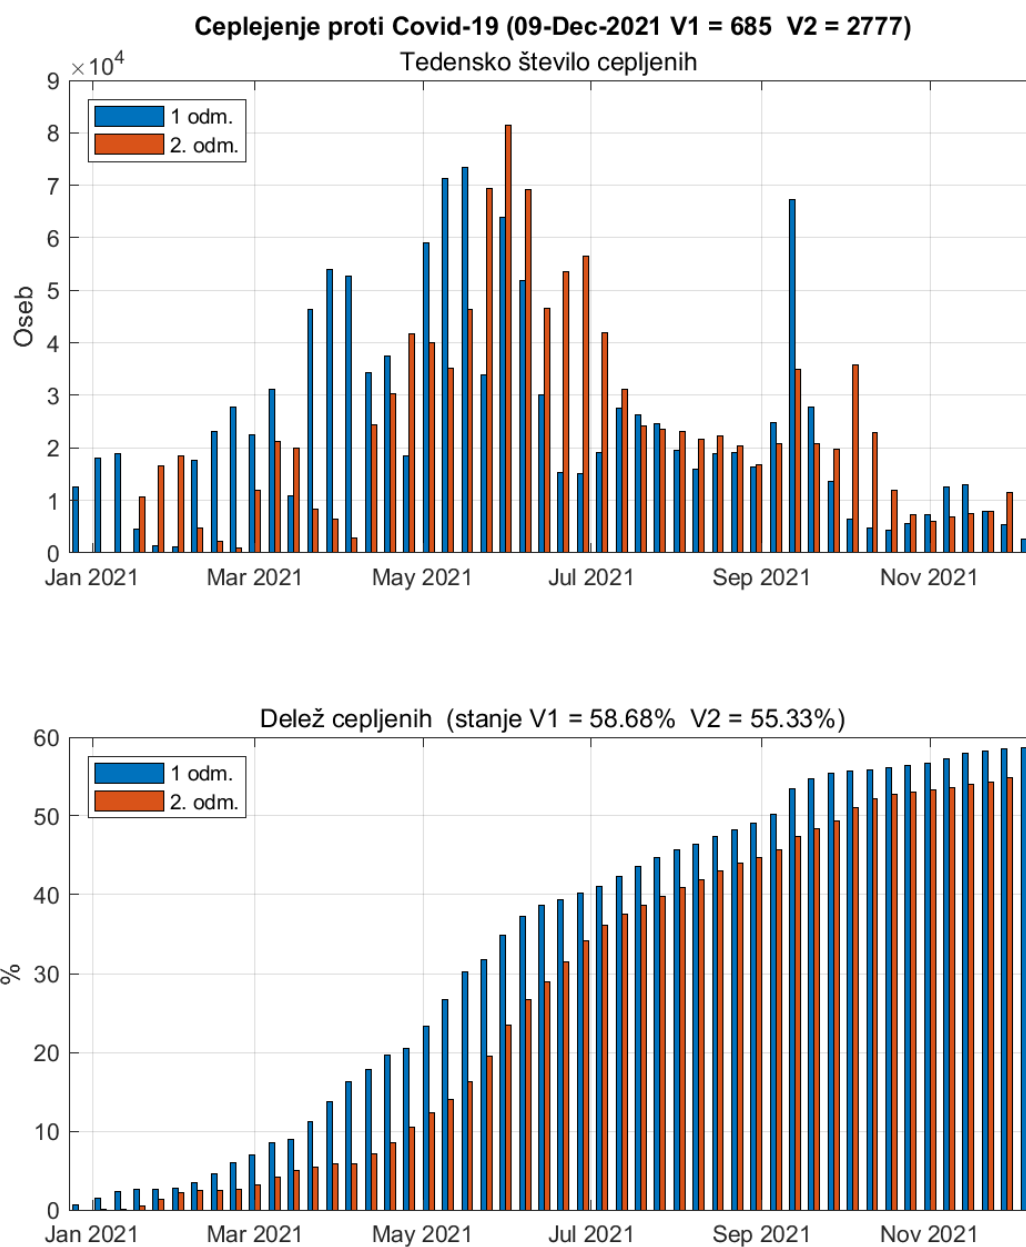 Ceplejenje proti Covid-19 (09-Dec-2021 V1 = 685 V2 = 2777)
Tedensko število cepljenih
×10⁴
1 odm.
2. odm.
9
8
7
6
5
4
3
2
1
0
Oseb
Jan 2021 Mar 2021 May 2021 Jul 2021 Sep 2021 Nov 2021
Delež cepljenih (stanje V1 = 58.68% V2 = 55.33%)
1 odm.
2. odm.
60
50
40
30
20
10
0
%
Jan 2021 Mar 2021 May 2021 Jul 2021 Sep 2021 Nov 2021